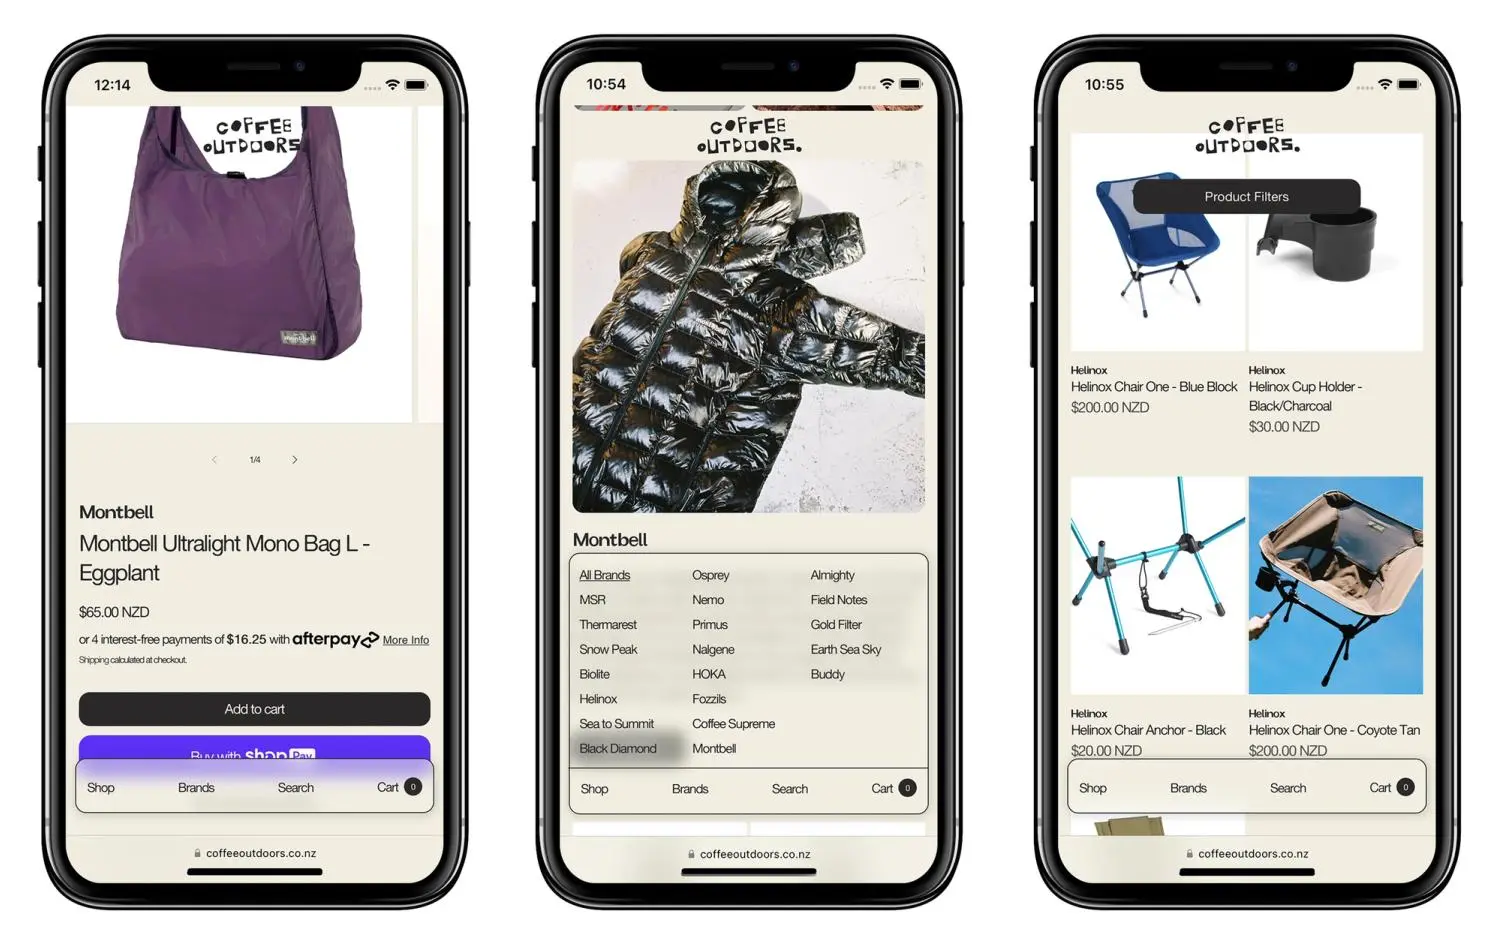 12:14
COFFEE
OUTDOORS.
montbell
1/4
Montbell
Montbell Ultralight Mono Bag L -
Eggplant
$65.00 NZD
or 4 interest-free payments of $16.25 with afterpay More Info
Shipping calculated at checkout.
Add to cart
Buy with shop Pay
Shop Brands Search Cart 0
coffeeoutdoors.co.nz
10:54
COFFEE
OUTDOORS.
Montbell
All Brands Osprey Almighty
MSR Nemo Field Notes
Thermarest Primus Gold Filter
Snow Peak Nalgene Earth Sea Sky
Biolite HOKA Buddy
Helinox Fozzils
Sea to Summit Coffee Supreme
Black Diamond Montbell
Shop Brands Search Cart 0
coffeeoutdoors.co.nz
10:55
COFFEE
OUTDOORS.
Product Filters
Helinox
Helinox Chair One - Blue Block
$200.00 NZD
Helinox
Helinox Cup Holder -
Black/Charcoal
$30.00 NZD
Helinox
Helinox Chair Anchor - Black
$20.00 NZD
Helinox
Helinox Chair One - Coyote Tan
$200.00 NZD
Shop Brands Search Cart 0
coffeeoutdoors.co.nz